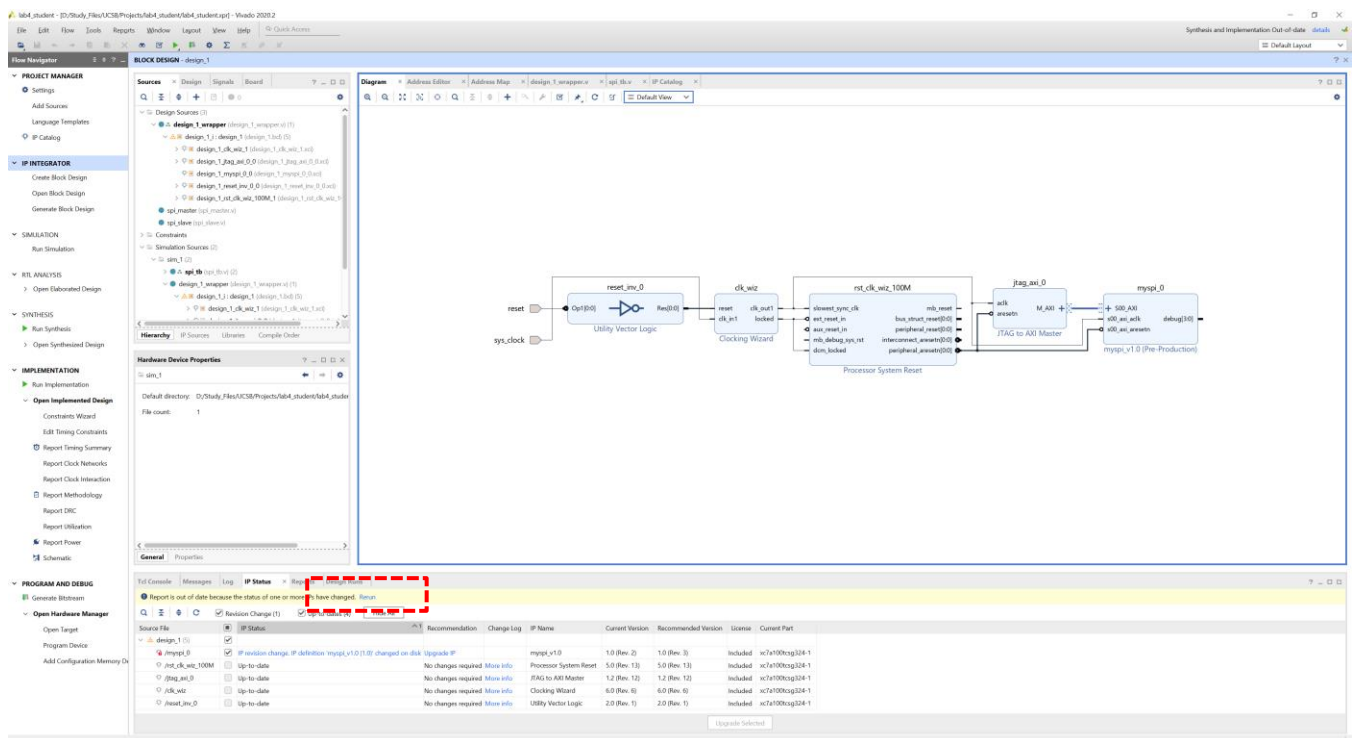 lab4_student - [D:/Study_Files/UCSB/Projects/lab4_student/lab4_student.xpr] - Vivado 2020.2
File Edit Flow Tools Reports Window Layout View Help Quick Access
Synthesis and Implementation Out-of-date details
Default Layout
Flow Navigator
PROJECT MANAGER
Settings
Add Sources
Language Templates
IP Catalog
IP INTEGRATOR
Create Block Design
Open Block Design
Generate Block Design
SIMULATION
Run Simulation
RTL ANALYSIS
Open Elaborated Design
SYNTHESIS
Run Synthesis
Open Synthesized Design
IMPLEMENTATION
Run Implementation
Open Implemented Design
Constraints Wizard
Edit Timing Constraints
Report Timing Summary
Report Clock Networks
Report Clock Interaction
Report Methodology
Report DRC
Report Utilization
Report Power
Schematic
PROGRAM AND DEBUG
Generate Bitstream
Open Hardware Manager
Open Target
Program Device
Add Configuration Memory De
BLOCK DESIGN - design_1
Sources Design Signals Board
Design Sources (3)
design_1_wrapper (design_1_wrapper.v) (1)
design_1_i : design_1 (design_1.bd) (5)
design_1_clk_wiz_1 (design_1_clk_wiz_1.xci)
design_1_jtag_axi_0_0 (design_1_jtag_axi_0_0.xci)
design_1_myspi_0_0 (design_1_myspi_0_0.xci)
design_1_reset_inv_0_0 (design_1_reset_inv_0_0.xci)
design_1_rst_clk_wiz_100M_1 (design_1_rst_clk_wiz_1
spi_master (spi_master.v)
spi_slave (spi_slave.v)
Constraints
Simulation Sources (2)
sim_1 (2)
spi_tb (spi_tb.v) (2)
design_1_wrapper (design_1_wrapper.v) (1)
design_1_i : design_1 (design_1.bd) (5)
design_1_clk_wiz_1 (design_1_clk_wiz_1.xci)
Hierarchy IP Sources Libraries Compile Order
Hardware Device Properties
sim_1
Default directory: D:/Study_Files/UCSB/Projects/lab4_student/lab4_studer
File count: 1
General Properties
Diagram Address Editor Address Map design_1_wrapper.v spi_tb.v IP Catalog
Default View
reset
sys_clock
reset_inv_0
Op1[0:0] Res[0:0]
Utility Vector Logic
clk_wiz
reset clk_out1
clk_in1 locked
Clocking Wizard
rst_clk_wiz_100M
slowest_sync_clk mb_reset
ext_reset_in bus_struct_reset[0:0]
aux_reset_in peripheral_reset[0:0]
mb_debug_sys_rst interconnect_aresetn[0:0]
dcm_locked peripheral_aresetn[0:0]
Processor System Reset
jtag_axi_0
aclk M_AXI
aresetn
JTAG to AXI Master
myspi_0
S00_AXI
s00_axi_aclk debug[3:0]
s00_axi_aresetn
myspi_v1.0 (Pre-Production)
Tcl Console Messages Log IP Status Reports Design Runs
Report is out of date because the status of one or more IPs have changed. Rerun
Revision Change (1) Up-to-dates (4) Hide All
Source File IP Status Recommendation Change Log IP Name Current Version Recommended Version License Current Part
design_1 (5)
/myspi_0 IP revision change. IP definition 'myspi_v1.0 (1.0)' changed on disk Upgrade IP myspi_v1.0 1.0 (Rev. 2) 1.0 (Rev. 3) Included xc7a100tcsg324-1
/rst_clk_wiz_100M Up-to-date No changes required More info Processor System Reset 5.0 (Rev. 13) 5.0 (Rev. 13) Included xc7a100tcsg324-1
/jtag_axi_0 Up-to-date No changes required More info JTAG to AXI Master 1.2 (Rev. 12) 1.2 (Rev. 12) Included xc7a100tcsg324-1
/clk_wiz Up-to-date No changes required More info Clocking Wizard 6.0 (Rev. 6) 6.0 (Rev. 6) Included xc7a100tcsg324-1
/reset_inv_0 Up-to-date No changes required More info Utility Vector Logic 2.0 (Rev. 1) 2.0 (Rev. 1) Included xc7a100tcsg324-1
Upgrade Selected